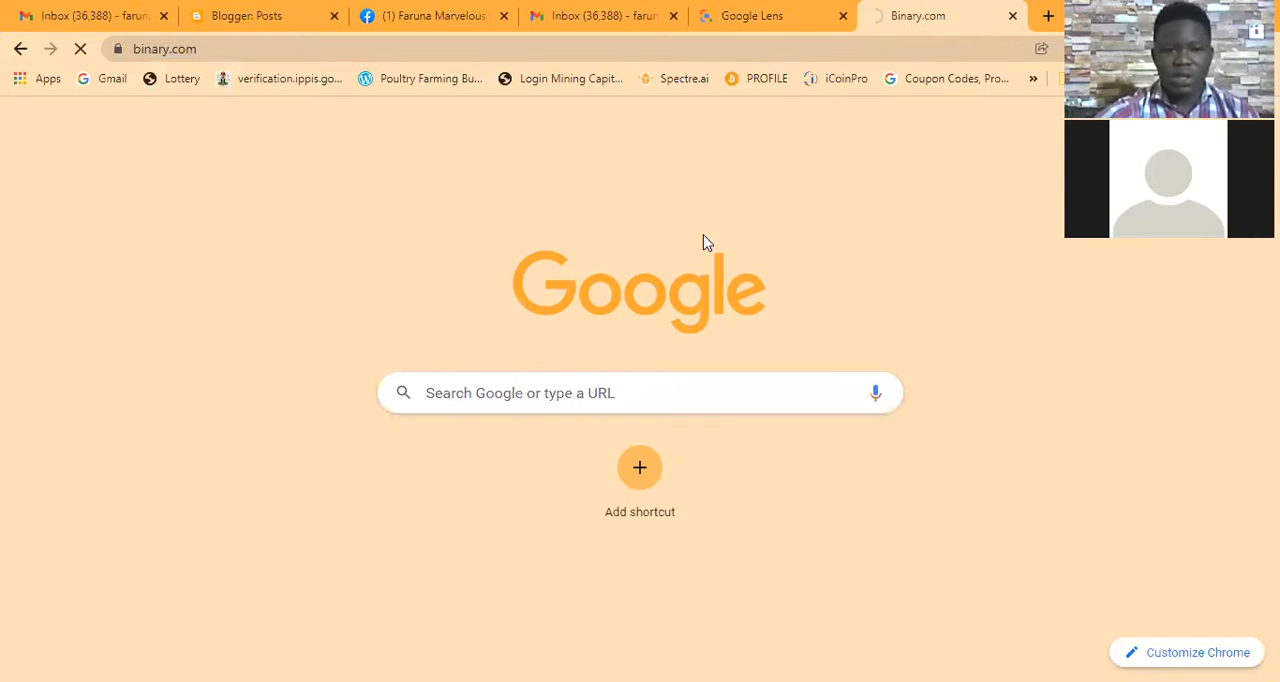 Inbox (36,388) - farun
Blogger: Posts
(1) Faruna Marvelous
Inbox (36,388) - farun
Google Lens
Binary.com
binary.com
Apps
Gmail
Lottery
verification.ippis.go...
Poultry Farming Bu...
Login Mining Capit...
Spectre.ai
PROFILE
iCoinPro
Coupon Codes, Pro...
Google
Search Google or type a URL
Add shortcut
Customize Chrome